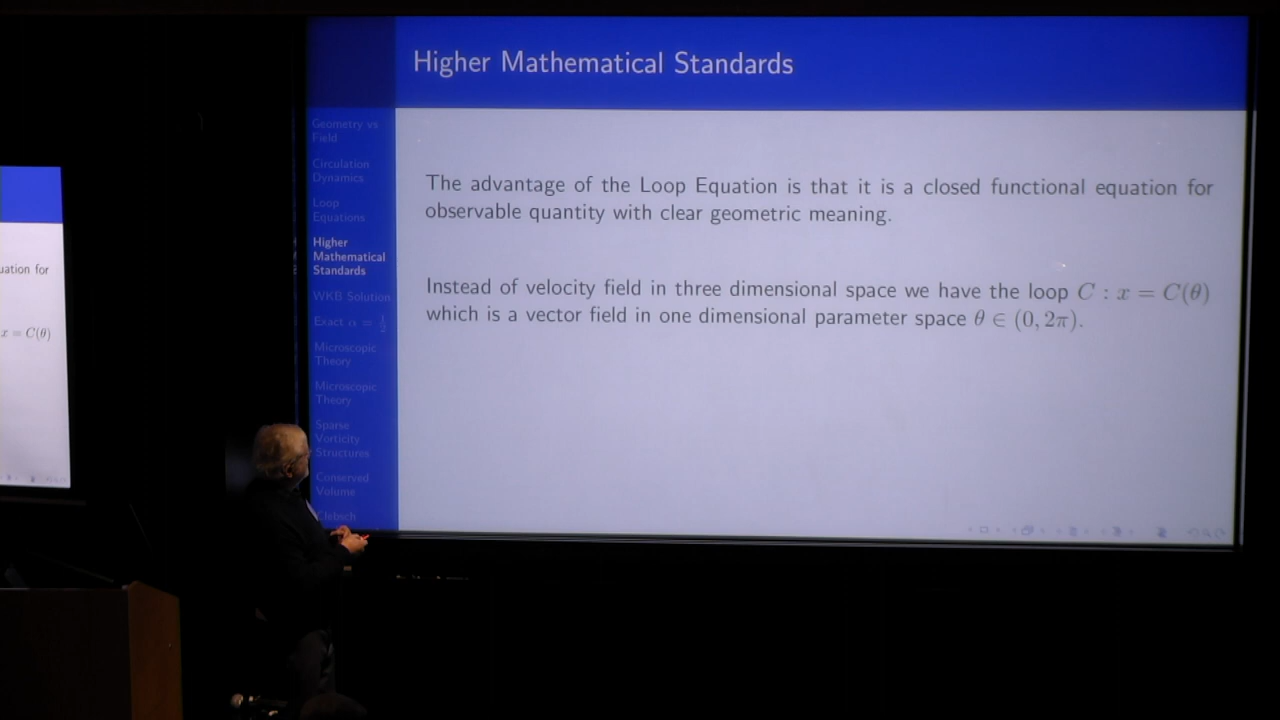 Higher Mathematical Standards
Geometry vs
Field
Circulation
Dynamics
Loop
Equations
Higher
Mathematical
Standards
WKB Solution
Exact α = 1/2
Microscopic
Theory
Microscopic
Theory
Sparse
Vorticity
Structures
Conserved
Volume
Clebsch
The advantage of the Loop Equation is that it is a closed functional equation for
observable quantity with clear geometric meaning.
Instead of velocity field in three dimensional space we have the loop C : x = C(θ)
which is a vector field in one dimensional parameter space θ ∈ (0, 2π).
uation for
x = C(θ)